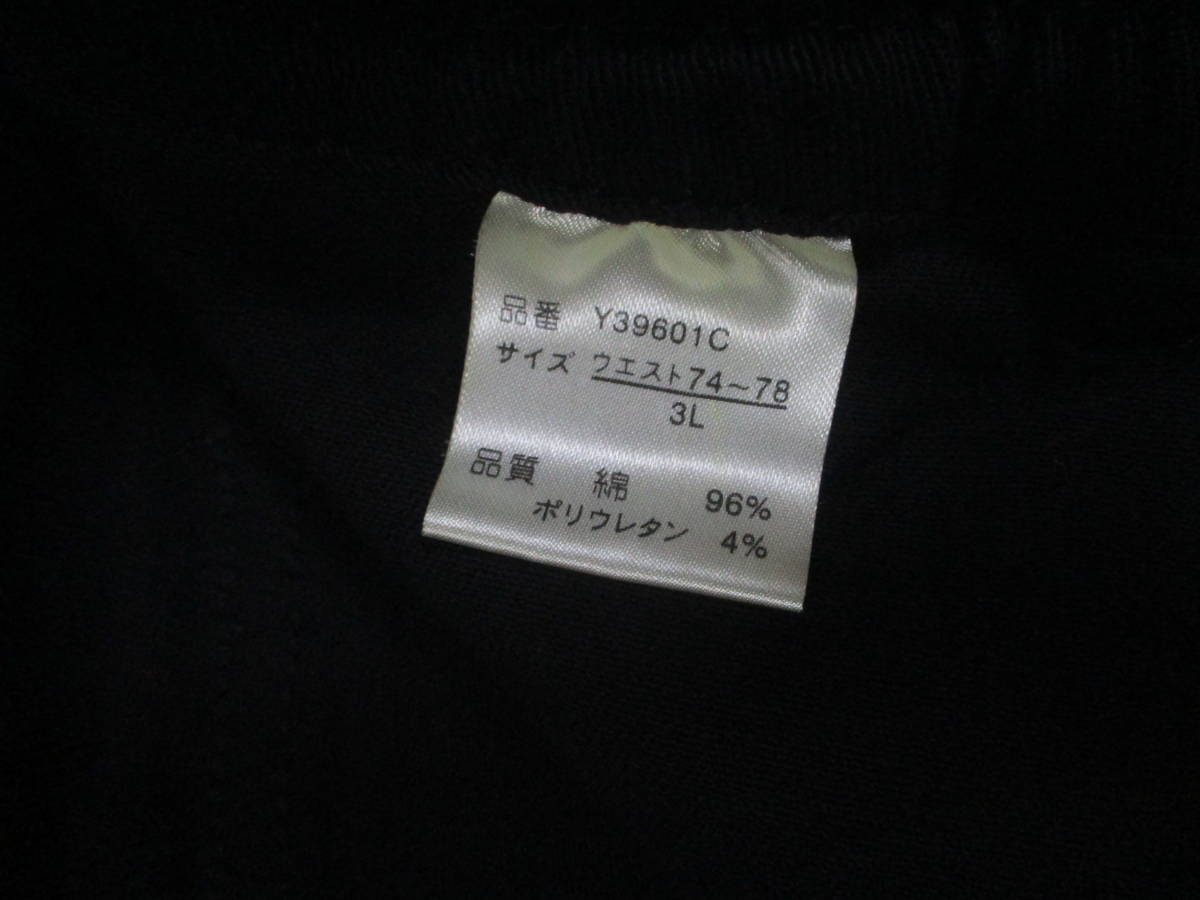 品番 Y39601C
サイズ ウエスト74～78
3L
品質 綿 96%
ポリウレタン 4%